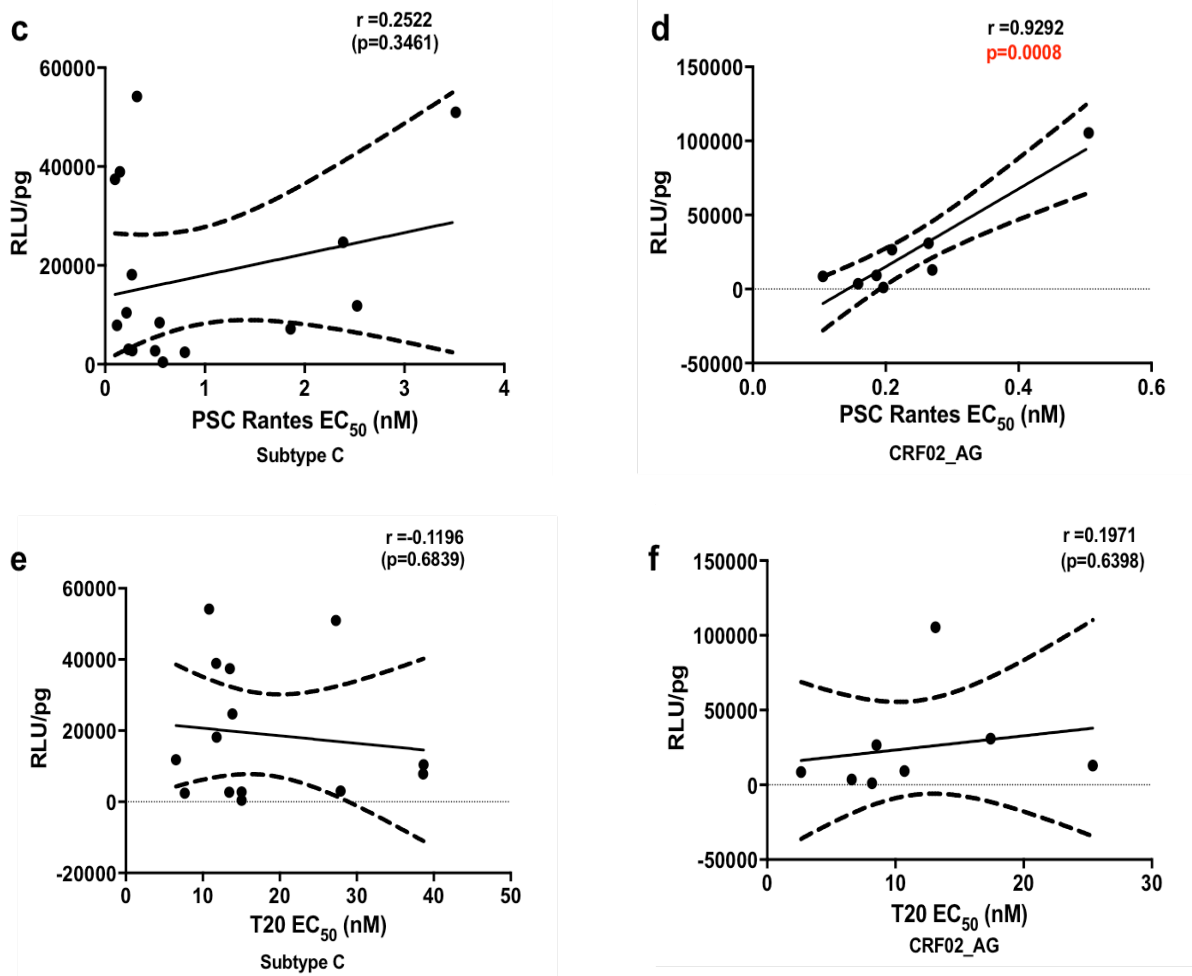 c
r =0.2522
(p=0.3461)
60000
40000
20000
0
RLU/pg
0 1 2 3 4
PSC Rantes EC50 (nM)
Subtype C
d
r =0.9292
p=0.0008
150000
100000
50000
0
-50000
RLU/pg
0.0 0.2 0.4 0.6
PSC Rantes EC50 (nM)
CRF02_AG
e
r =-0.1196
(p=0.6839)
60000
40000
20000
0
-20000
RLU/pg
0 10 20 30 40 50
T20 EC50 (nM)
Subtype C
f
r =0.1971
(p=0.6398)
150000
100000
50000
0
-50000
RLU/pg
0 10 20 30
T20 EC50 (nM)
CRF02_AG